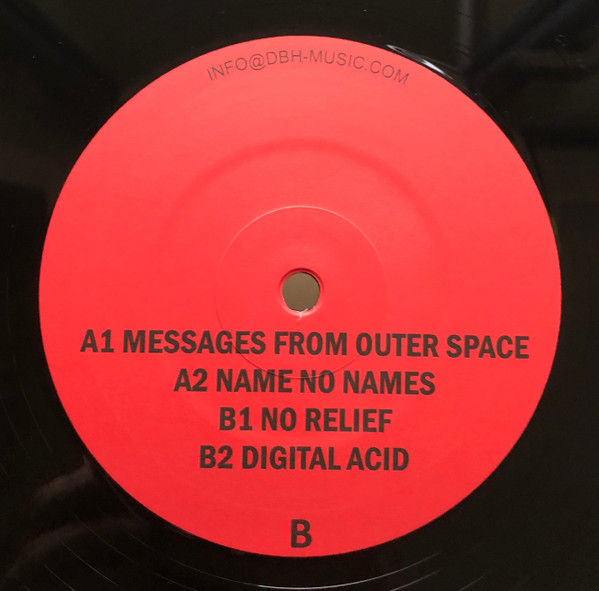 INFO@DBH-MUSIC.COM
A1 MESSAGES FROM OUTER SPACE
A2 NAME NO NAMES
B1 NO RELIEF
B2 DIGITAL ACID
B